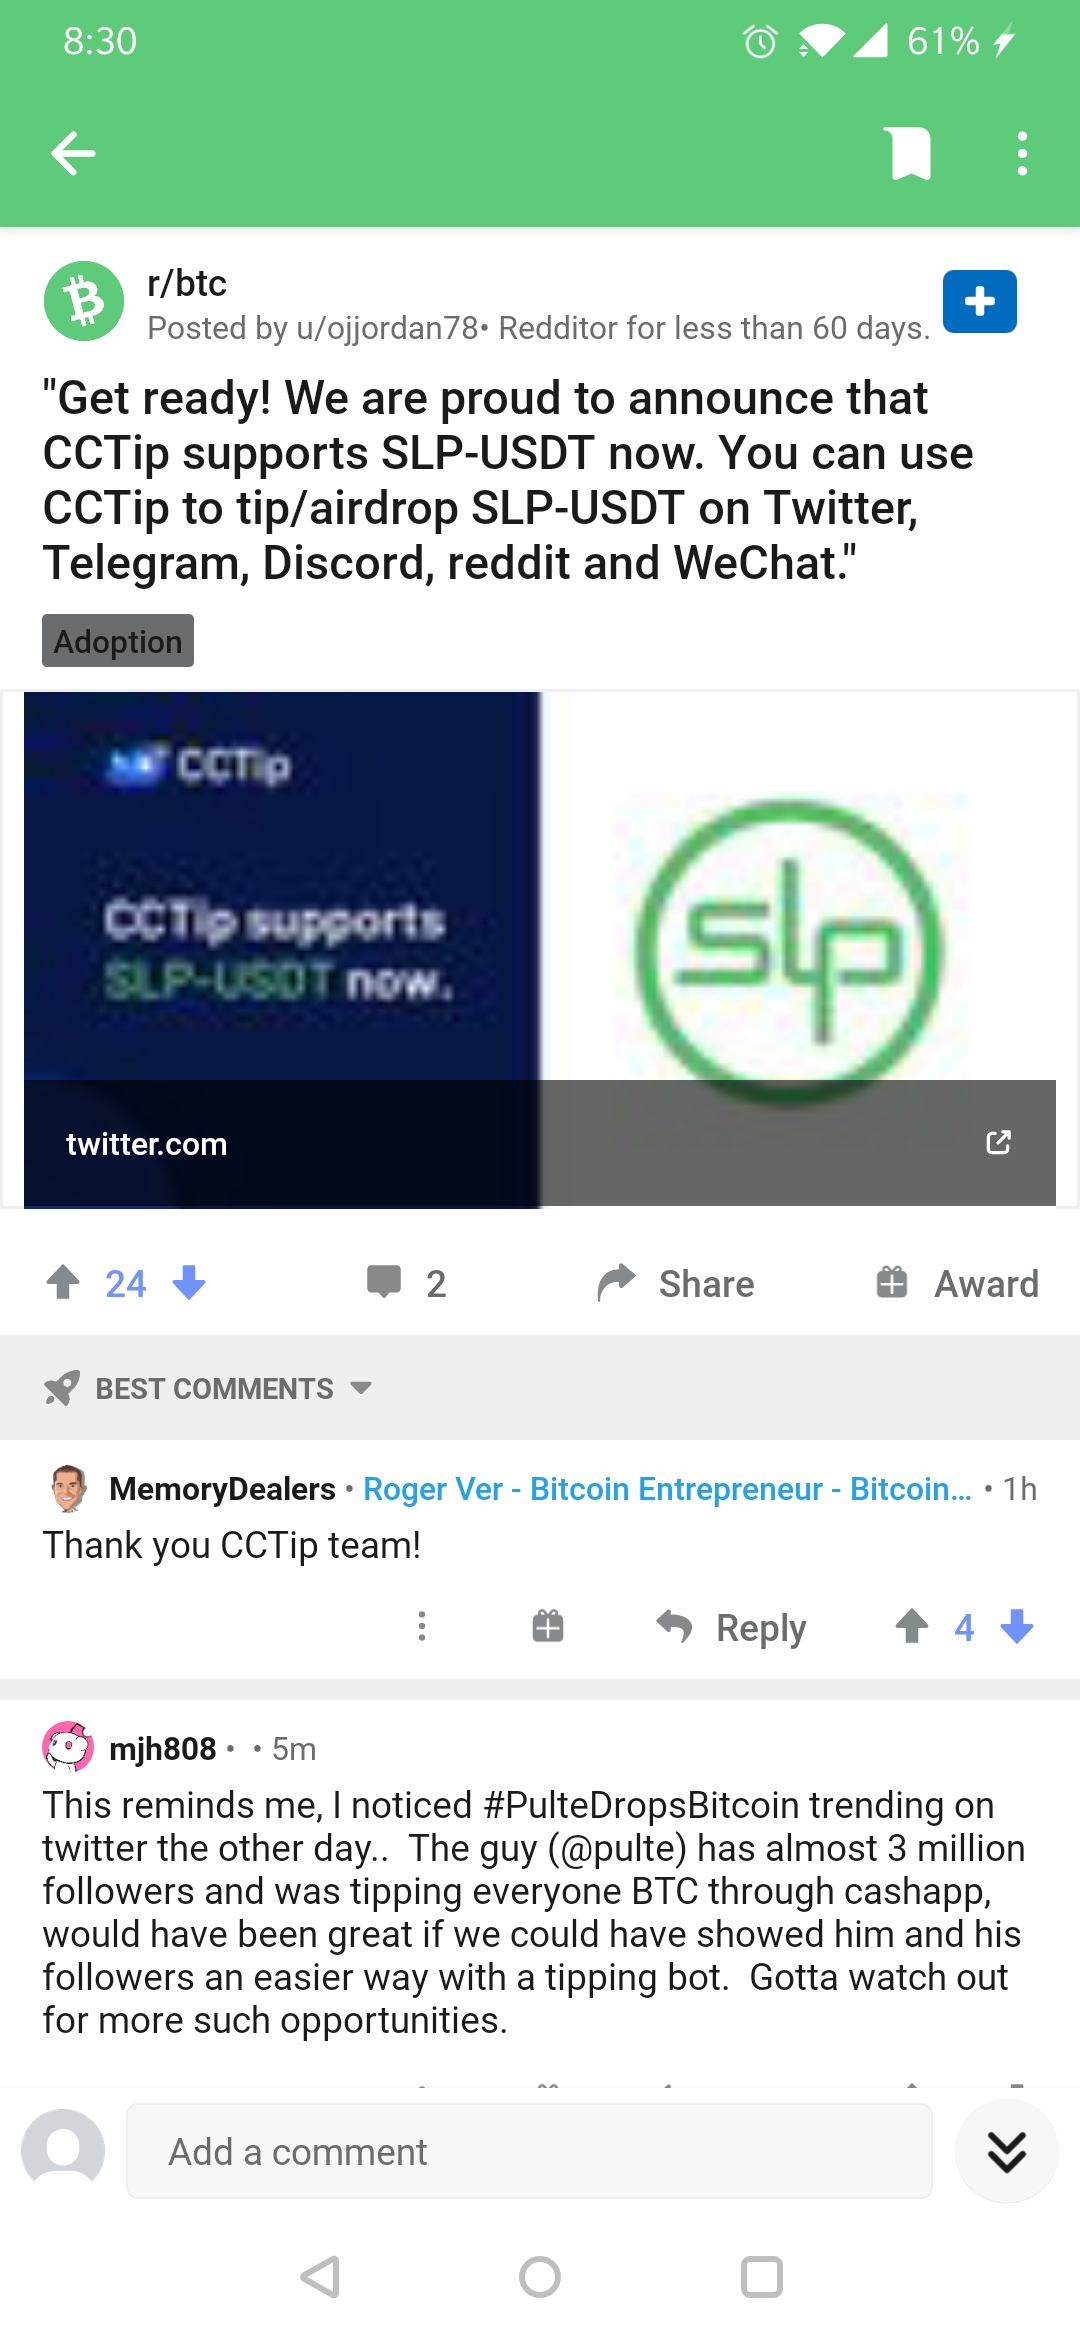 8:30
61%
r/btc
Posted by u/ojjordan78• Redditor for less than 60 days.
"Get ready! We are proud to announce that
CCTip supports SLP-USDT now. You can use
CCTip to tip/airdrop SLP-USDT on Twitter,
Telegram, Discord, reddit and WeChat."
Adoption
CCTip
CCTip supports
SLP-USDT now.
slp
twitter.com
24
2
Share
Award
BEST COMMENTS
MemoryDealers • Roger Ver - Bitcoin Entrepreneur - Bitcoin... • 1h
Thank you CCTip team!
Reply
4
mjh808 • • 5m
This reminds me, I noticed #PulteDropsBitcoin trending on
twitter the other day..  The guy (@pulte) has almost 3 million
followers and was tipping everyone BTC through cashapp,
would have been great if we could have showed him and his
followers an easier way with a tipping bot.  Gotta watch out
for more such opportunities.
Add a comment